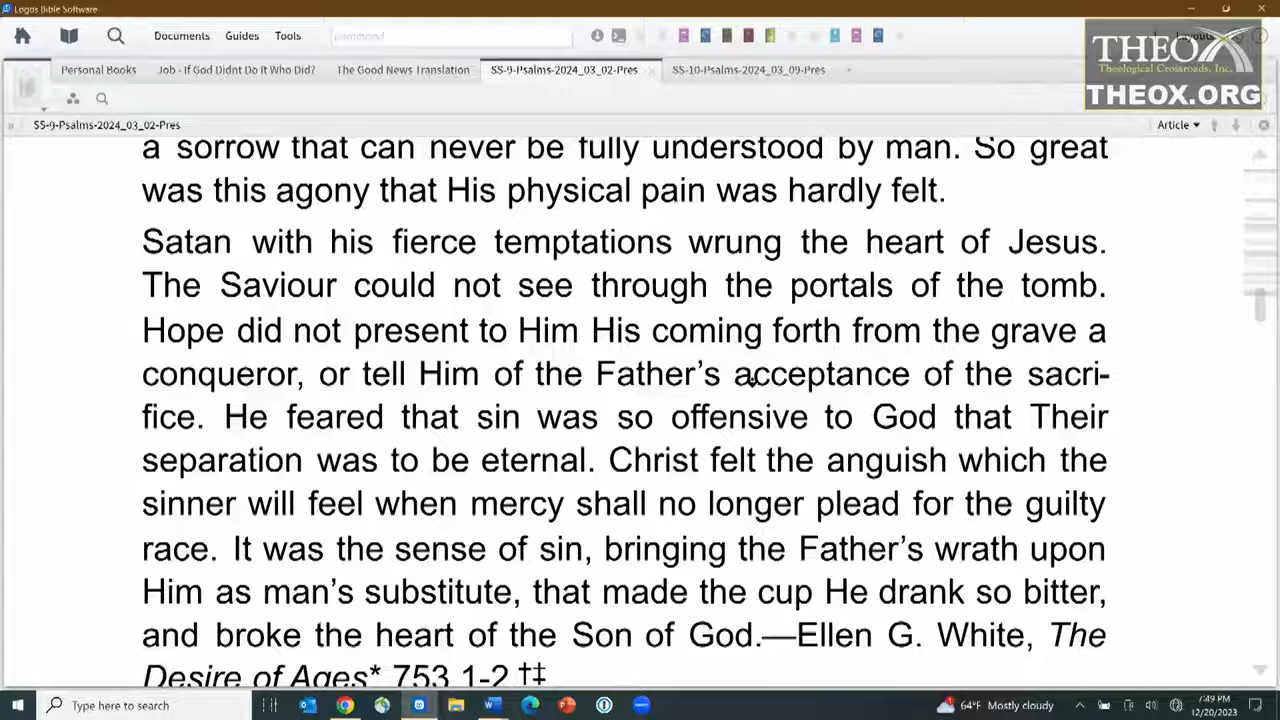 Logos Bible Software
Documents Guides Tools
command
THEOX
Theological Crossroads, Inc.
THEOX.ORG
Personal Books
Job - If God Didnt Do It Who Did?
SS-9-Psalms-2024_03_02-Pres
SS-10-Psalms-2024_03_09-Pres
SS-9-Psalms-2024_03_02-Pres
Article
a sorrow that can never be fully understood by man. So great
was this agony that His physical pain was hardly felt.
Satan with his fierce temptations wrung the heart of Jesus.
The Saviour could not see through the portals of the tomb.
Hope did not present to Him His coming forth from the grave a
conqueror, or tell Him of the Father’s acceptance of the sacri-
fice. He feared that sin was so offensive to God that Their
separation was to be eternal. Christ felt the anguish which the
sinner will feel when mercy shall no longer plead for the guilty
race. It was the sense of sin, bringing the Father’s wrath upon
Him as man’s substitute, that made the cup He drank so bitter,
and broke the heart of the Son of God.—Ellen G. White, The
Desire of Ages* 753.1-2.†‡
Type here to search
64°F Mostly cloudy
7:49 PM
12/20/2023